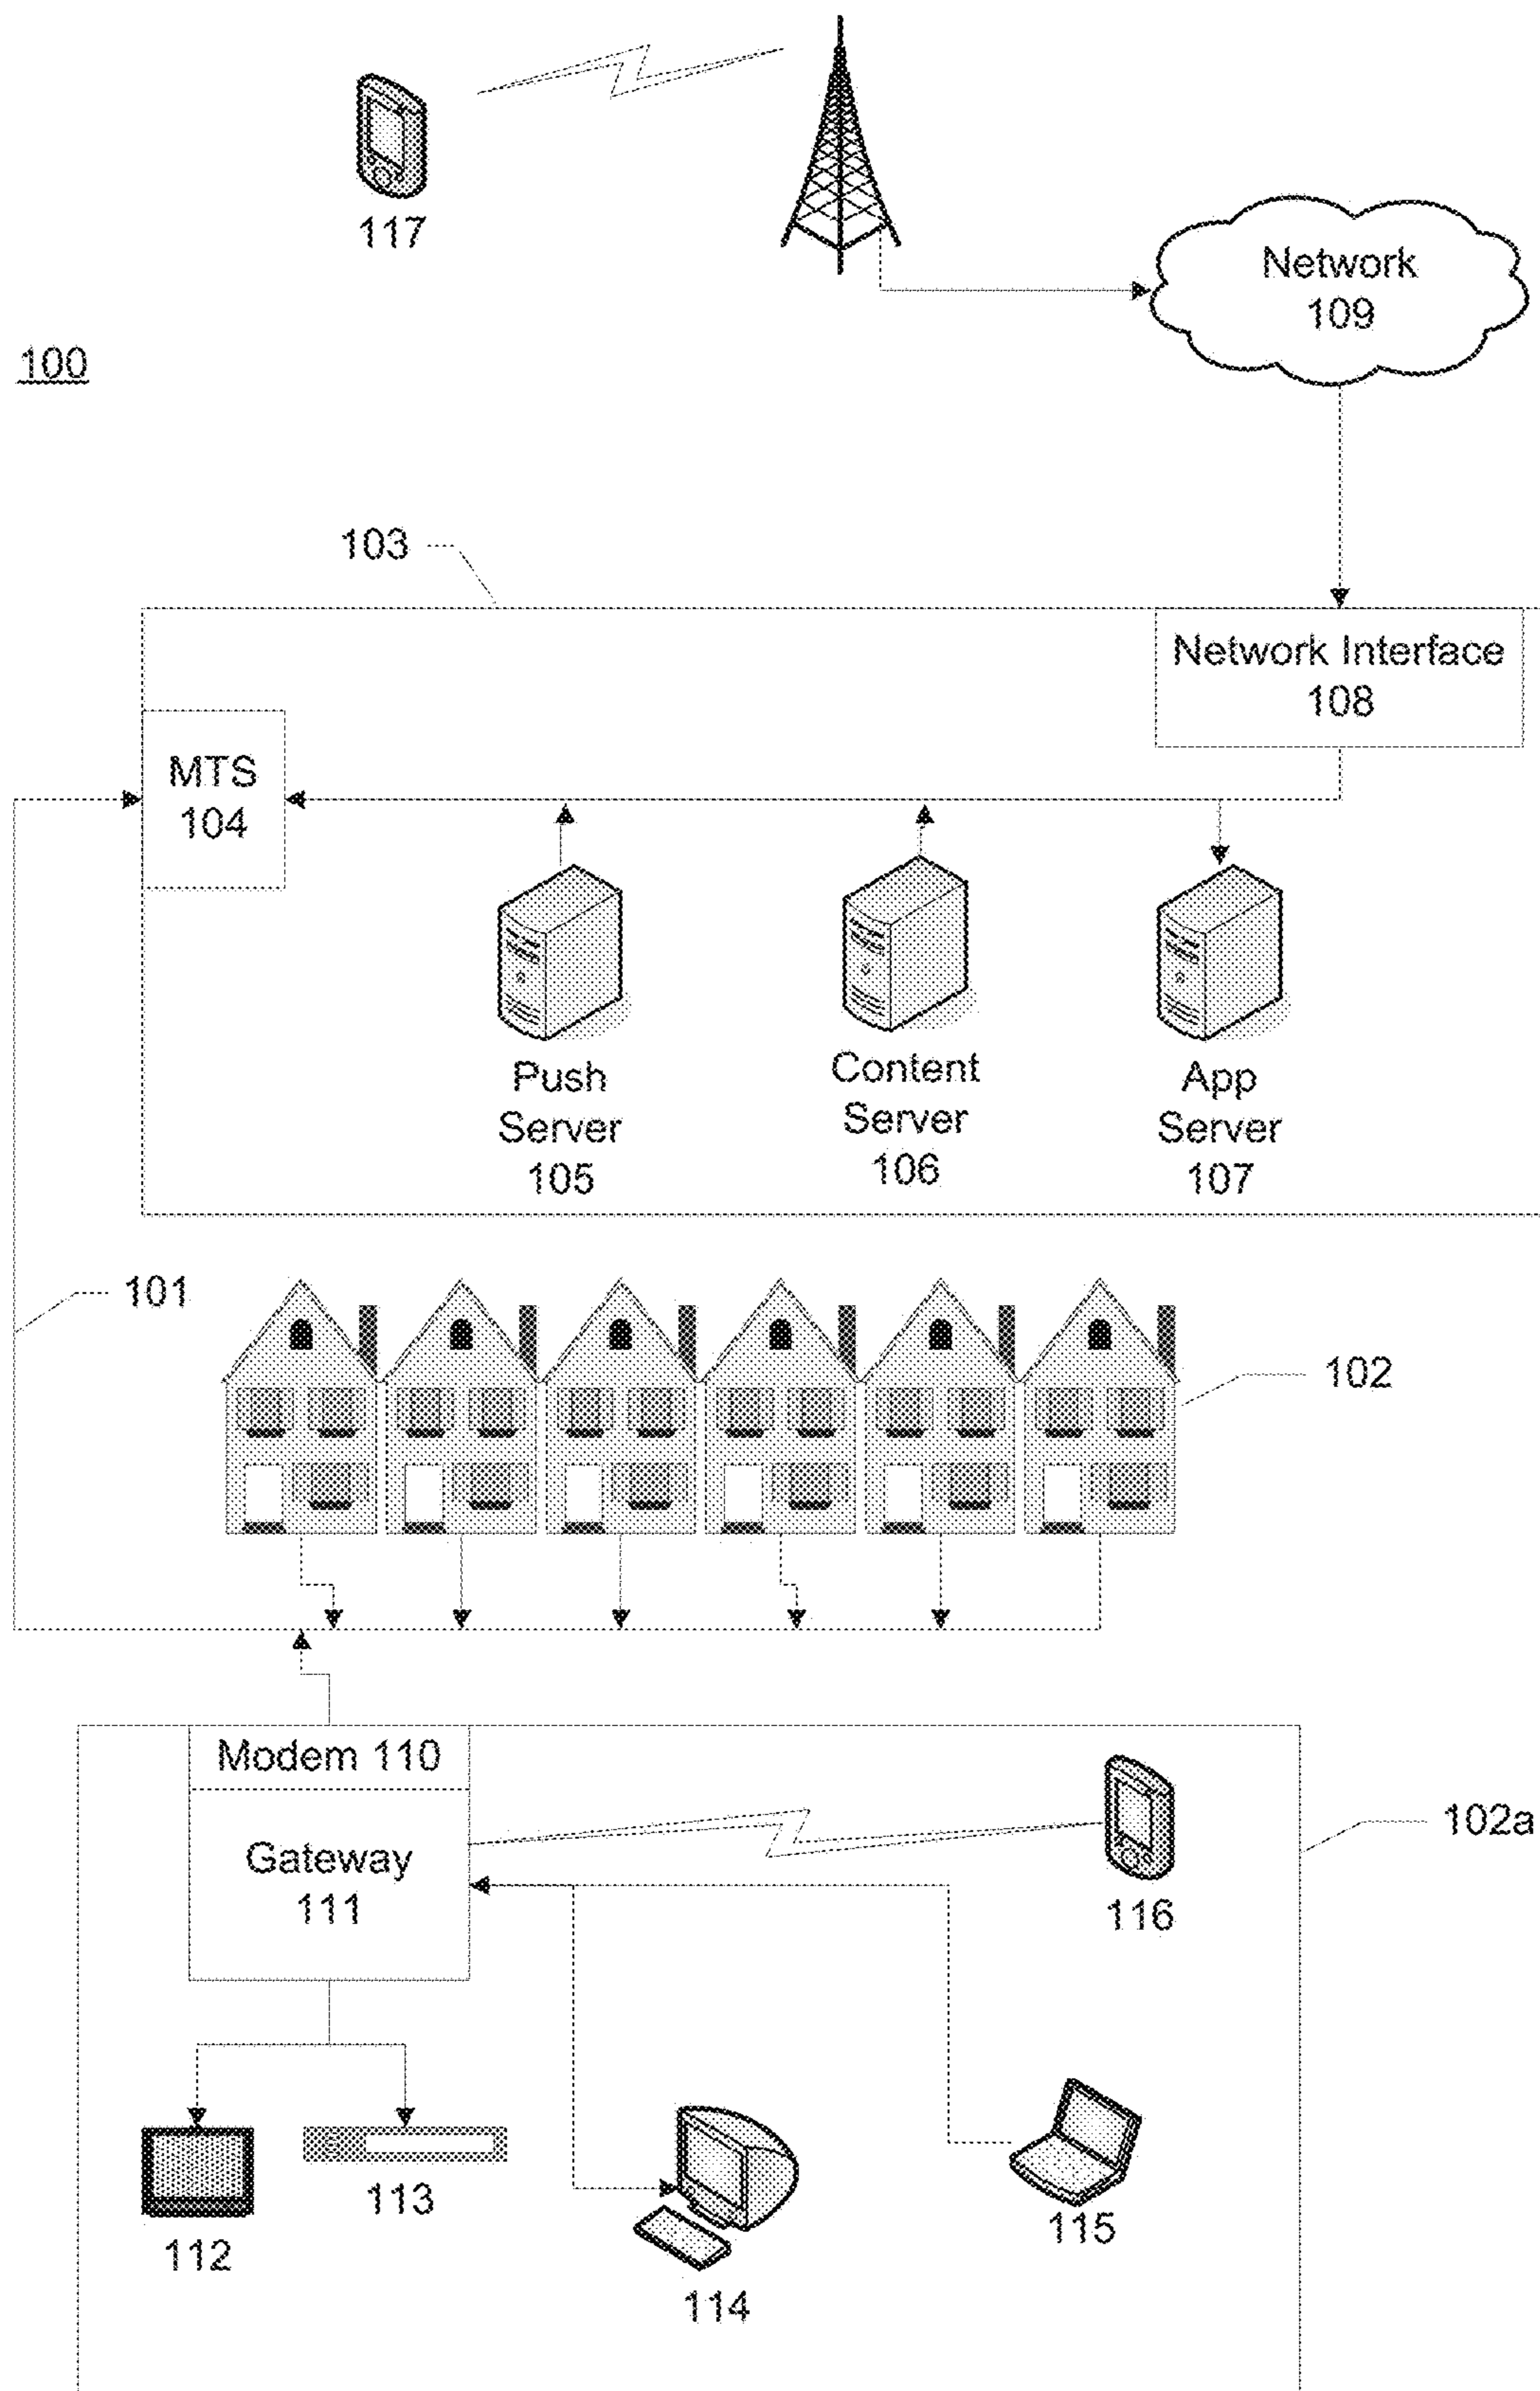 117
Network
109
100
103
Network Interface
108
MTS
104
Push
Server
105
Content
Server
106
App
Server
107
101
102
Modem 110
Gateway
111
102a
116
112
113
114
115